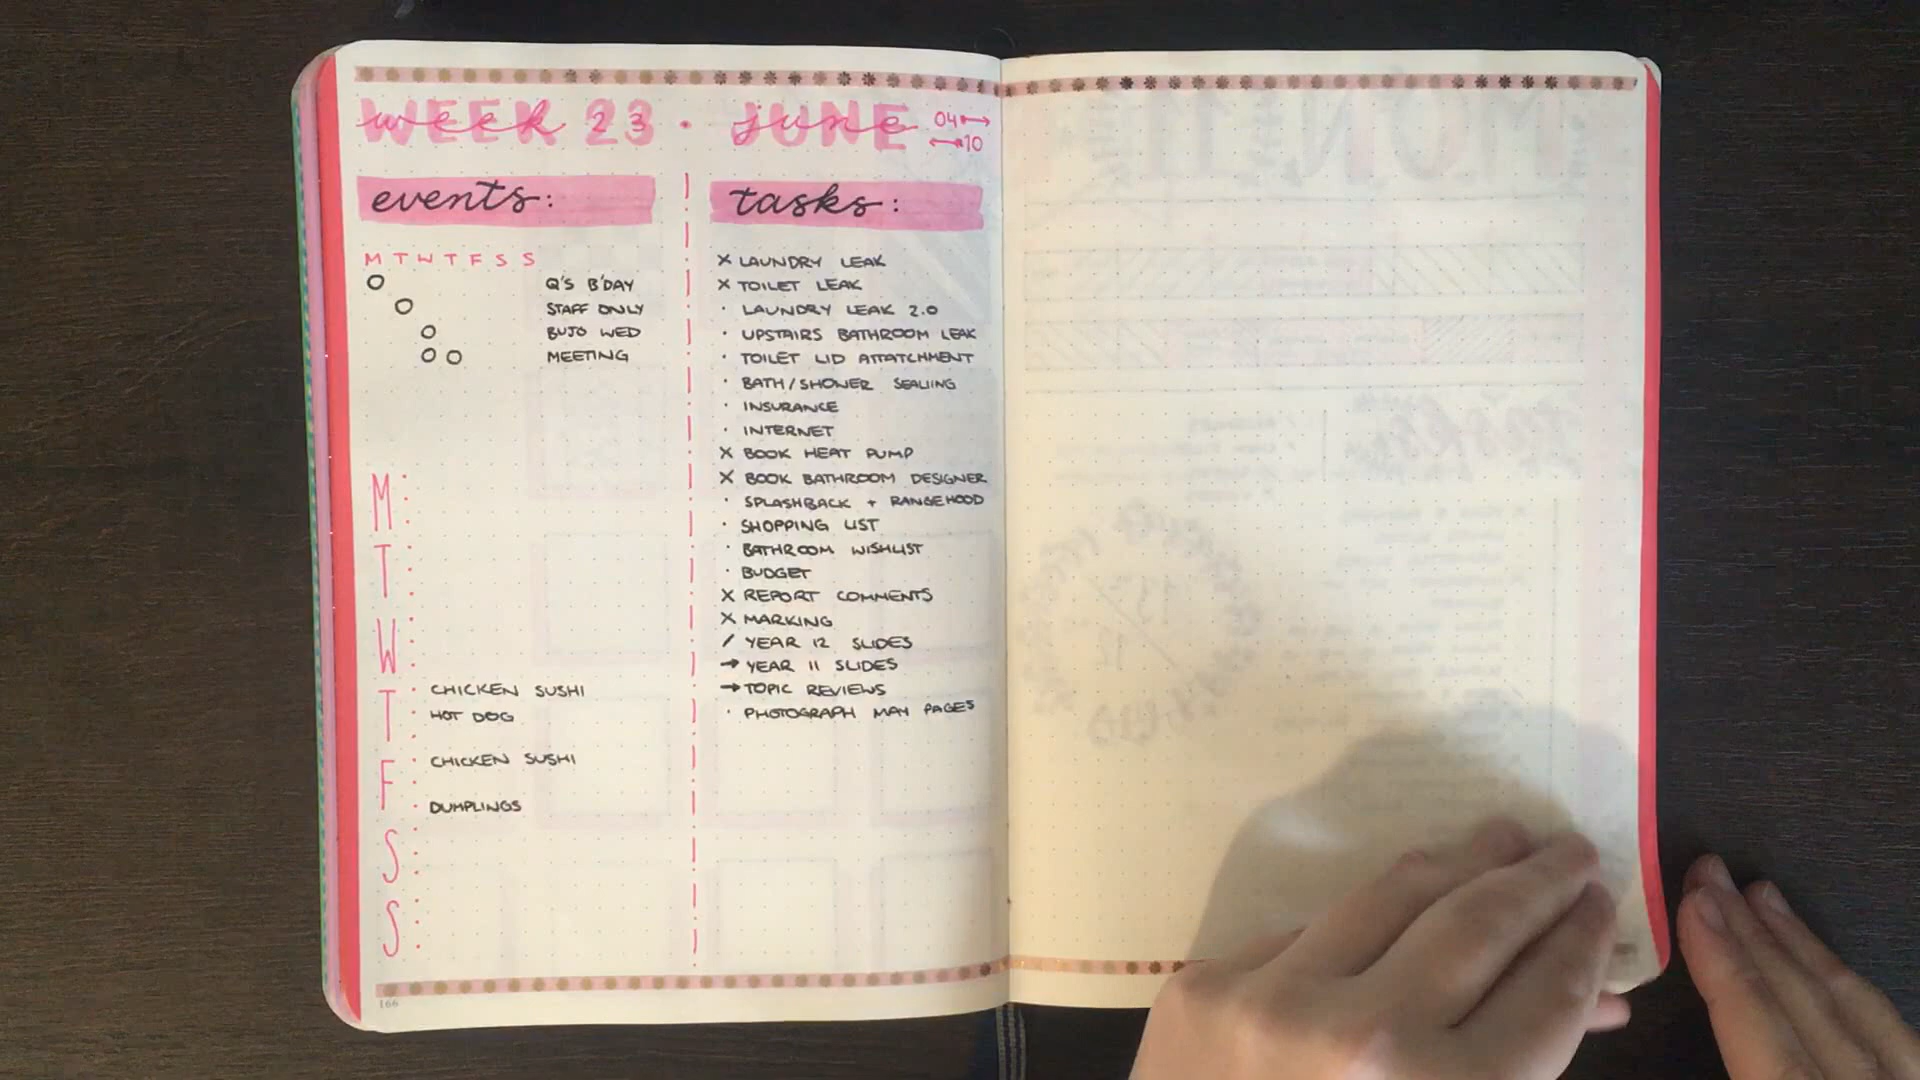 WEEK 23 · JUNE 04 ↦
↔10
events:
M T W T F S S
O Q'S B'DAY
O STAFF ONLY
O BUJO WED
O O MEETING
M:
T:
W:
T: CHICKEN SUSHI
HOT DOG
F: CHICKEN SUSHI
DUMPLINGS
S:
S:
166
tasks:
X LAUNDRY LEAK
X TOILET LEAK
· LAUNDRY LEAK 2.0
· UPSTAIRS BATHROOM LEAK
· TOILET LID ATTATCHMENT
· BATH/SHOWER SEALING
· INSURANCE
· INTERNET
X BOOK HEAT PUMP
X BOOK BATHROOM DESIGNER
· SPLASHBACK + RANGEHOOD
· SHOPPING LIST
· BATHROOM WISHLIST
· BUDGET
X REPORT COMMENTS
X MARKING
/ YEAR 12 SLIDES
→ YEAR 11 SLIDES
→ TOPIC REVIEWS
· PHOTOGRAPH MAY PAGES